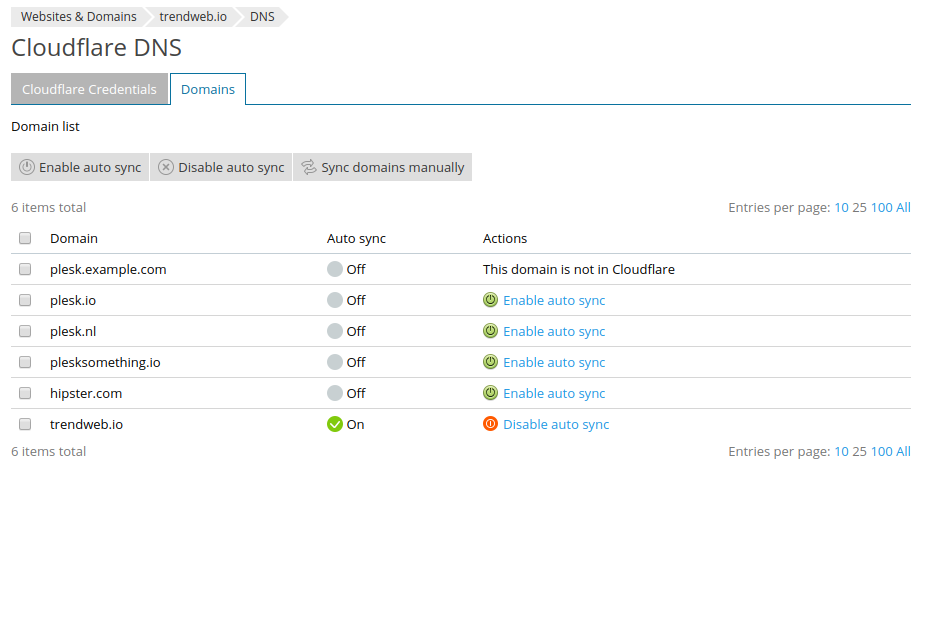 Websites & Domains trendweb.io DNS
Cloudflare DNS
Cloudflare Credentials Domains
Domain list
Enable auto sync Disable auto sync Sync domains manually
6 items total Entries per page: 10 25 100 All
Domain Auto sync Actions
plesk.example.com Off This domain is not in Cloudflare
plesk.io Off Enable auto sync
plesk.nl Off Enable auto sync
plesksomething.io Off Enable auto sync
hipster.com Off Enable auto sync
trendweb.io On Disable auto sync
6 items total Entries per page: 10 25 100 All